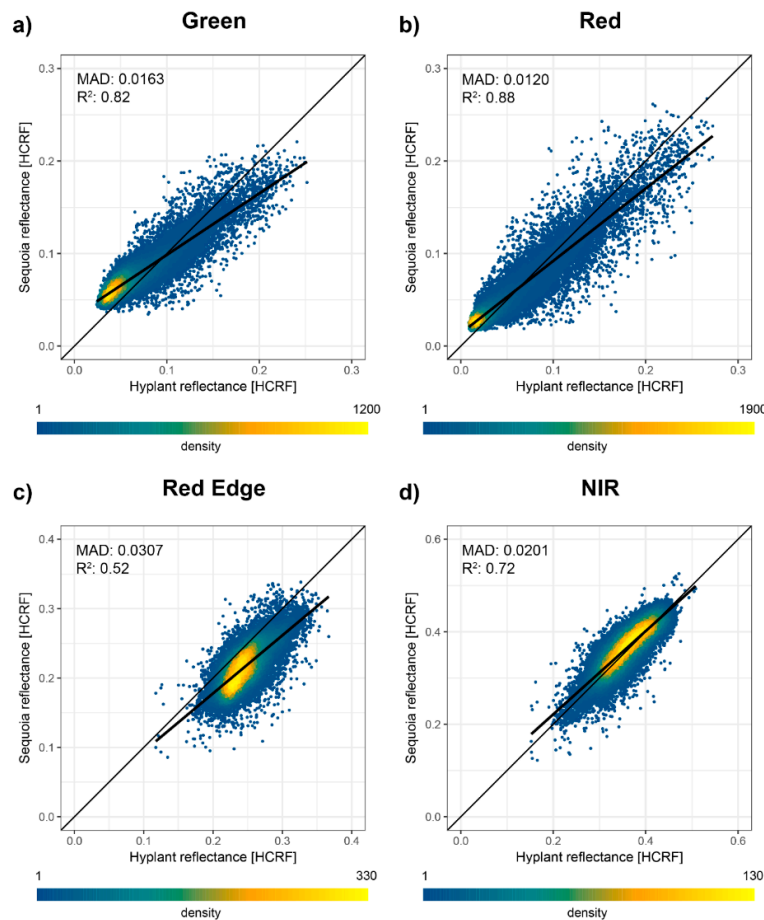 a)
Green
MAD: 0.0163
R²: 0.82
0.3
0.2
0.1
0.0
Sequoia reflectance [HCRF]
0.0 0.1 0.2 0.3
Hyplant reflectance [HCRF]
1 1200
density
b)
Red
MAD: 0.0120
R²: 0.88
0.3
0.2
0.1
0.0
Sequoia reflectance [HCRF]
0.0 0.1 0.2 0.3
Hyplant reflectance [HCRF]
1 1900
density
c)
Red Edge
MAD: 0.0307
R²: 0.52
0.4
0.3
0.2
0.1
0.0
Sequoia reflectance [HCRF]
0.0 0.1 0.2 0.3 0.4
Hyplant reflectance [HCRF]
1 330
density
d)
NIR
MAD: 0.0201
R²: 0.72
0.6
0.4
0.2
0.0
Sequoia reflectance [HCRF]
0.0 0.2 0.4 0.6
Hyplant reflectance [HCRF]
1 130
density